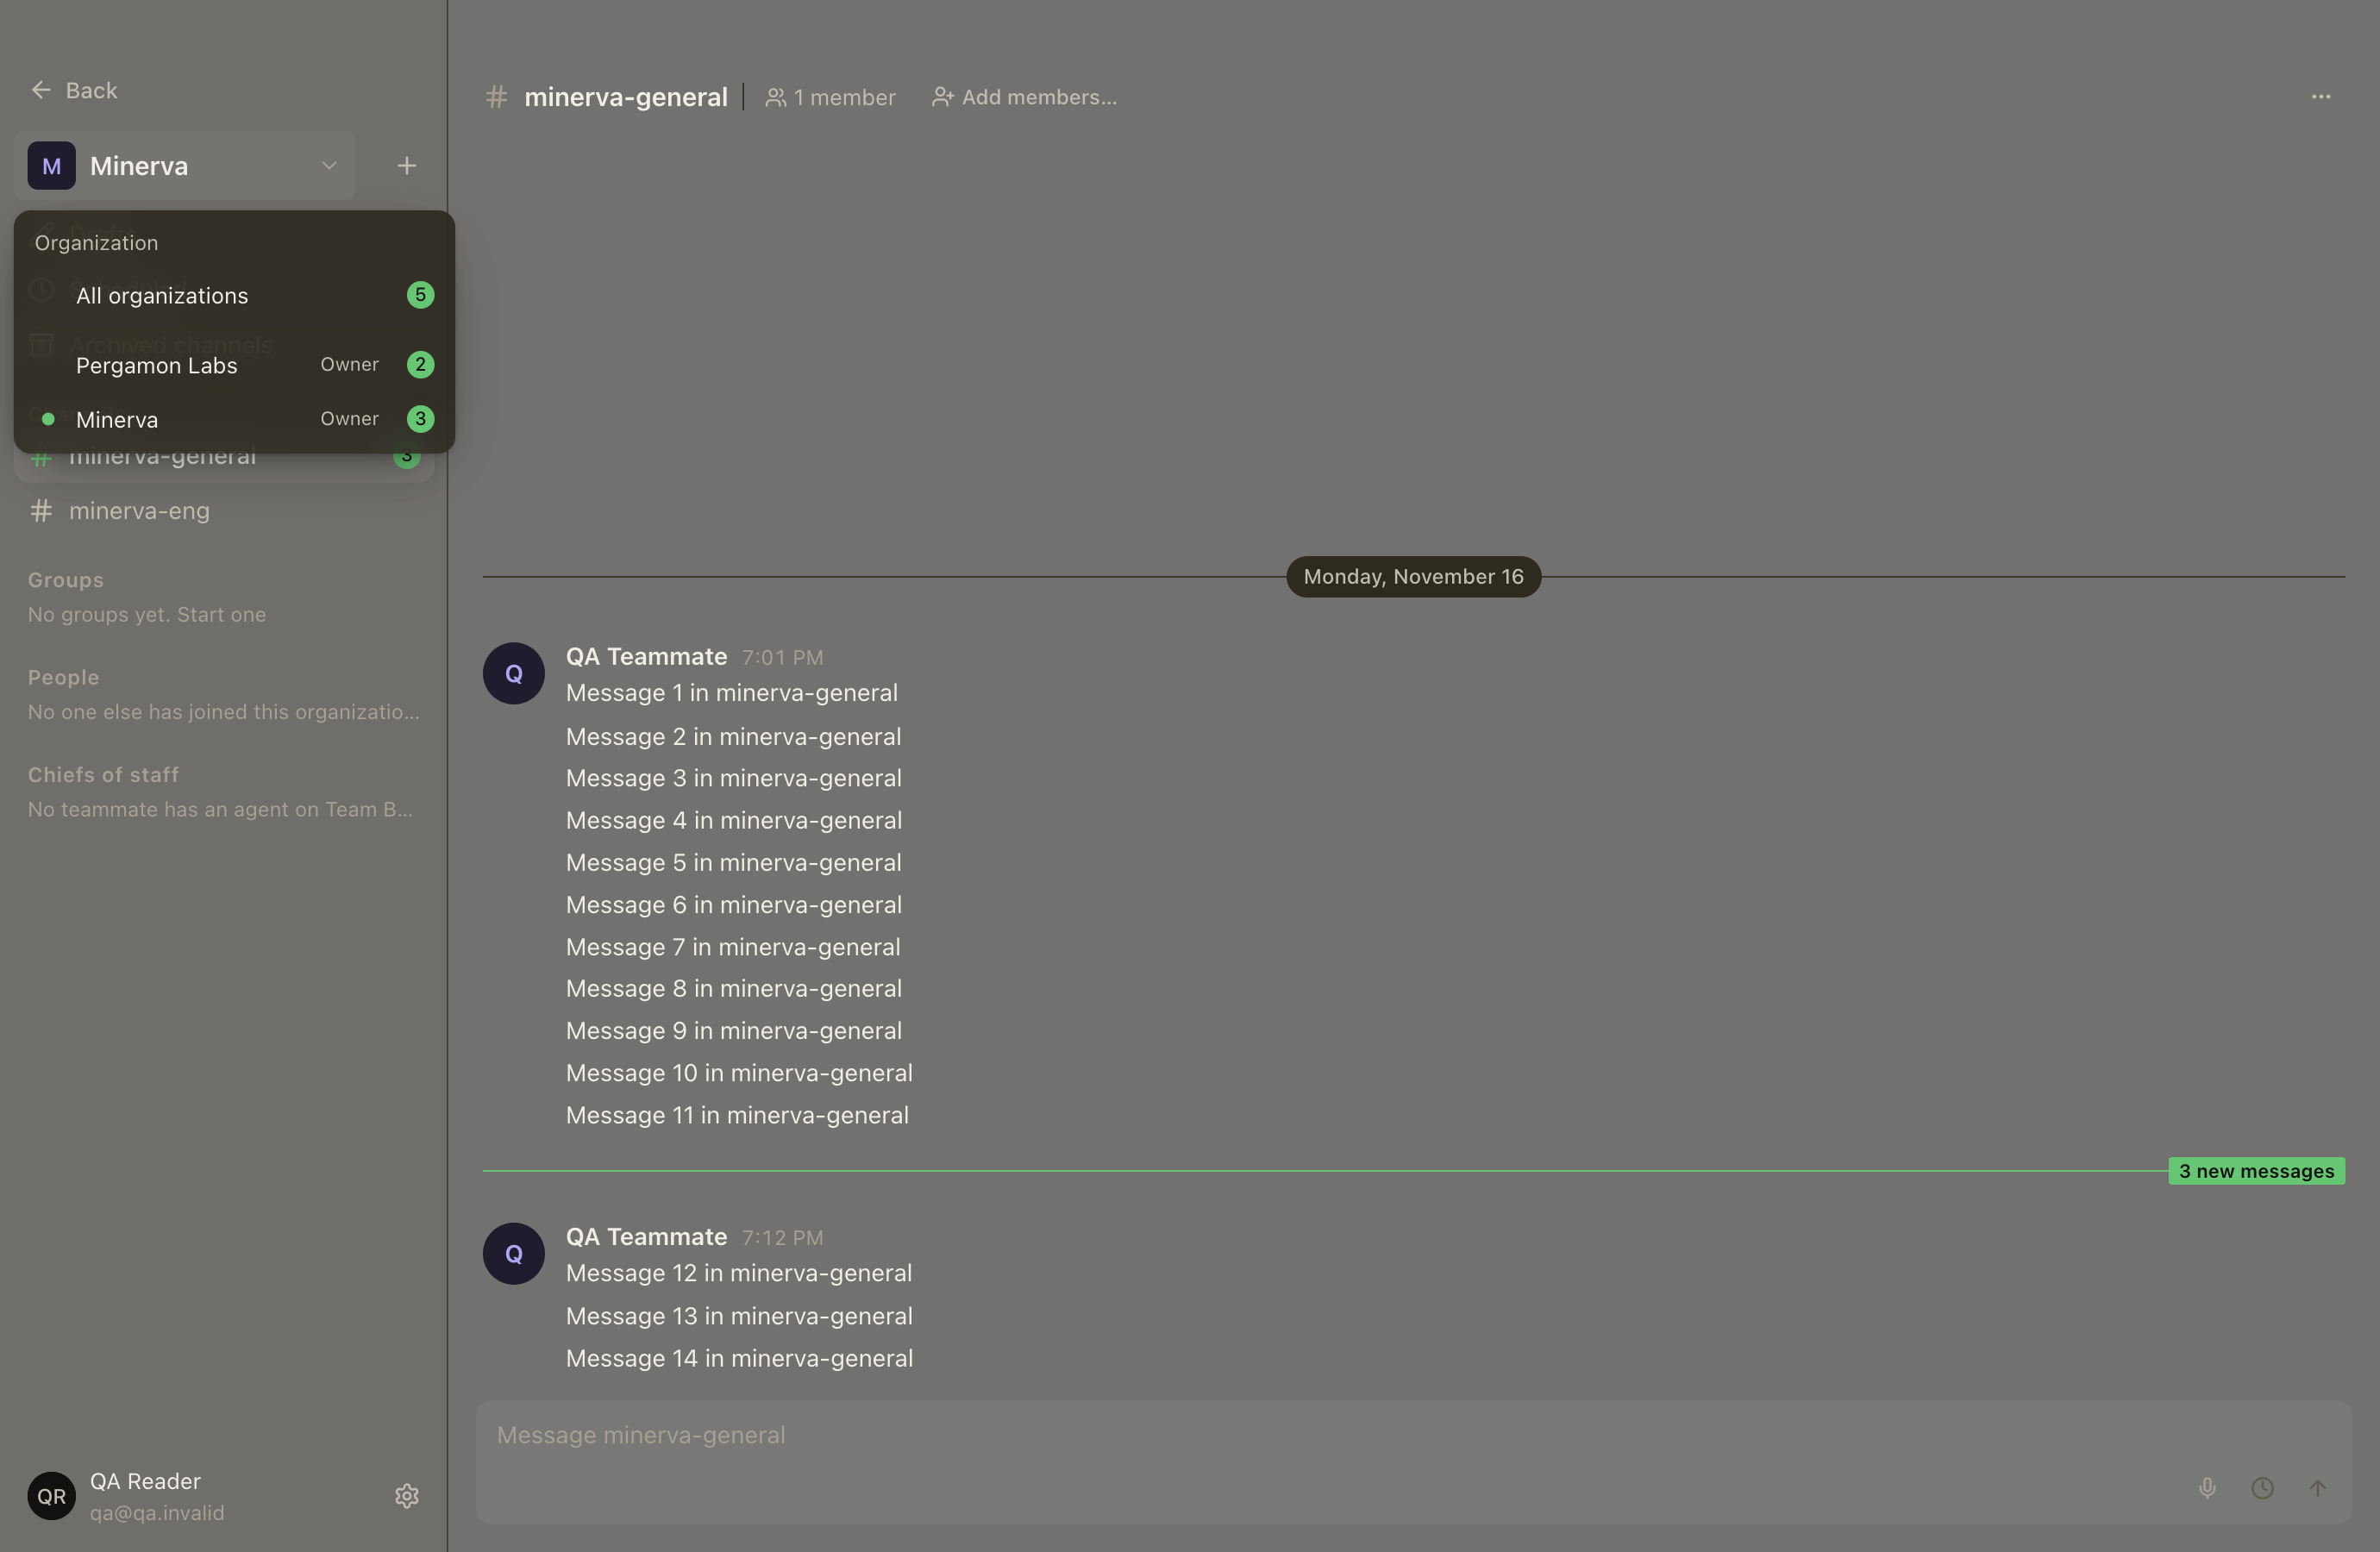 Back
M Minerva
Organization
All organizations 5
Archived channels
Pergamon Labs Owner 2
Minerva Owner 3
minerva-general 3
minerva-eng
Groups
No groups yet. Start one
People
No one else has joined this organizatio...
Chiefs of staff
No teammate has an agent on Team B...
QR QA Reader
qa@qa.invalid
# minerva-general 1 member Add members...
Monday, November 16
Q QA Teammate 7:01 PM
Message 1 in minerva-general
Message 2 in minerva-general
Message 3 in minerva-general
Message 4 in minerva-general
Message 5 in minerva-general
Message 6 in minerva-general
Message 7 in minerva-general
Message 8 in minerva-general
Message 9 in minerva-general
Message 10 in minerva-general
Message 11 in minerva-general
3 new messages
Q QA Teammate 7:12 PM
Message 12 in minerva-general
Message 13 in minerva-general
Message 14 in minerva-general
Message minerva-general